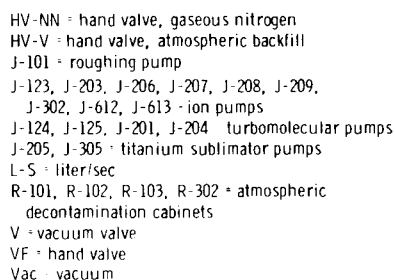 HV-NN = hand valve, gaseous nitrogen
HV-V = hand valve, atmospheric backfill
J-101 = roughing pump
J-123, J-203, J-206, J-207, J-208, J-209,
J-302, J-612, J-613 - ion pumps
J-124, J-125, J-201, J-204 turbomolecular pumps
J-205, J-305 = titanium sublimator pumps
L-S = liter/sec
R-101, R-102, R-103, R-302 = atmospheric
decontamination cabinets
V = vacuum valve
VF = hand valve
Vac vacuum